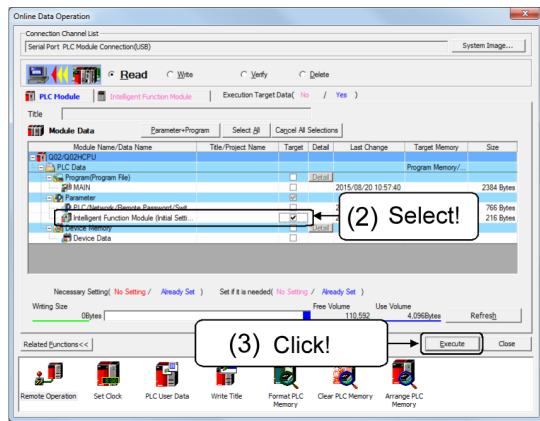 Online Data Operation
Connection Channel List
Serial Port PLC Module Connection(USB)
System Image...
Read
Write
Verify
Delete
PLC Module
Intelligent Function Module
Execution Target Data( No / Yes )
Title
Module Data
Parameter+Program
Select All
Cancel All Selections
Module Name/Data Name
Title/Project Name
Target
Detail
Last Change
Target Memory
Size
Q02/Q02HCPU
PLC Data
Program Memory/...
Program(Program File)
Detail
MAIN
2015/08/20 10:57:40
2384 Bytes
Parameter
PLC/Network/Remote Password/Swit...
766 Bytes
Intelligent Function Module (Initial Setti...
216 Bytes
(2) Select!
Device Memory
Detail
Device Data
Necessary Setting( No Setting / Already Set )
Set if it is needed( No Setting / Already Set )
Writing Size
0Bytes
Free Volume
110,592
Use Volume
4,096Bytes
Refresh
(3) Click!
Related Functions<<
Execute
Close
Remote Operation
Set Clock
PLC User Data
Write Title
Format PLC Memory
Clear PLC Memory
Arrange PLC Memory